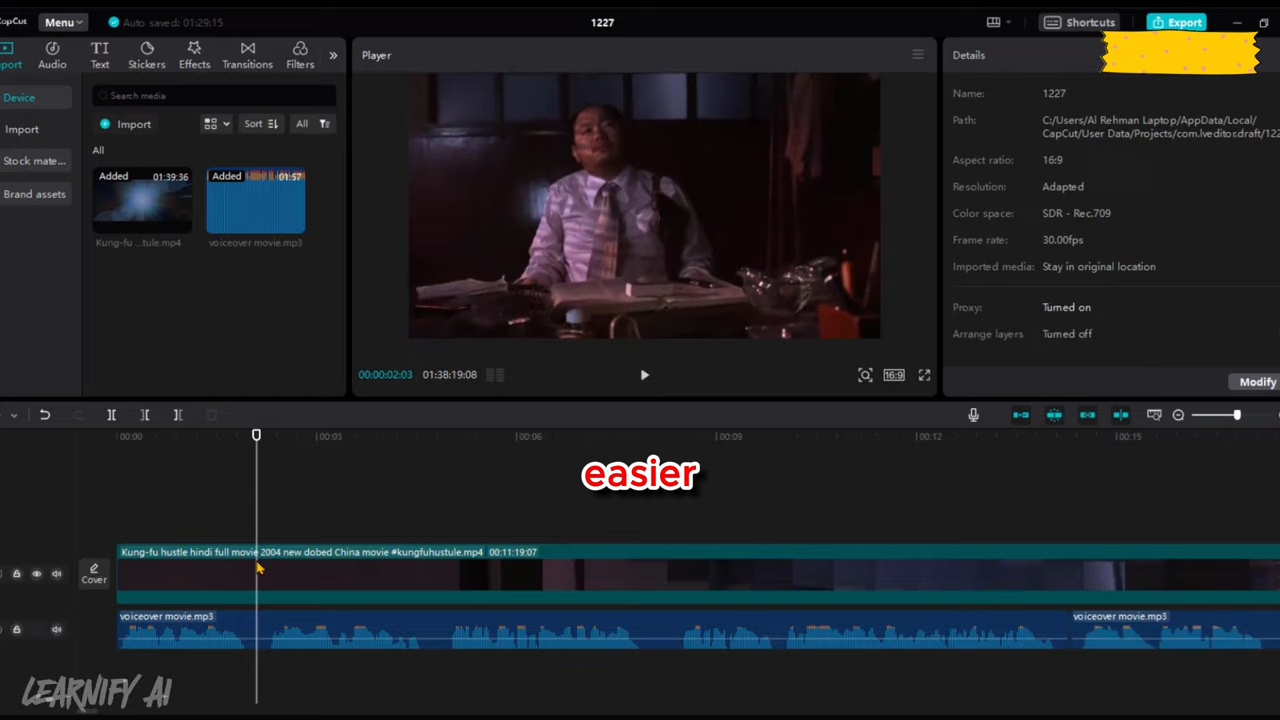 CapCut
Menu
Auto saved: 01:29:15
1227
Shortcuts
Export
Audio
Text
Stickers
Effects
Transitions
Filters
Player
Details
Device
Import
Stock mate...
Brand assets
Search media
Import
Sort
All
All
Added
01:39:36
Added
01:57
Kung-fu ...tule.mp4
voiceover movie.mp3
Name:
1227
Path:
C:/Users/Al Rehman Laptop/AppData/Local/
CapCut/User Data/Projects/com.lveditor.draft/122
Aspect ratio:
16:9
Resolution:
Adapted
Color space:
SDR - Rec.709
Frame rate:
30.00fps
Imported media:
Stay in original location
Proxy:
Turned on
Arrange layers
Turned off
Modify
00:00:02:03
01:38:19:08
16:9
00:00
00:03
00:06
00:09
00:12
00:15
easier
Kung-fu hustle hindi full movie 2004 new dobed China movie #kungfuhustule.mp4 00:11:19:07
Cover
voiceover movie.mp3
voiceover movie.mp3
LEARNIFY AI